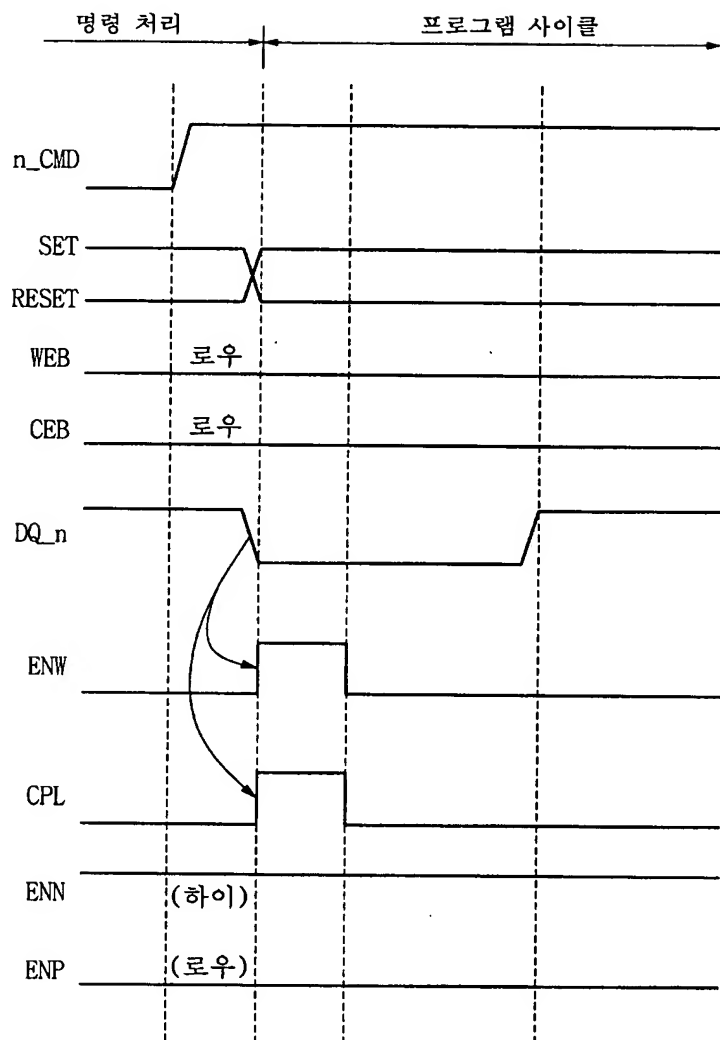 명령 처리 프로그램 사이클
n_CMD
SET
RESET
WEB 로우
CEB 로우
DQ_n
ENW
CPL
ENN (하이)
ENP (로우)